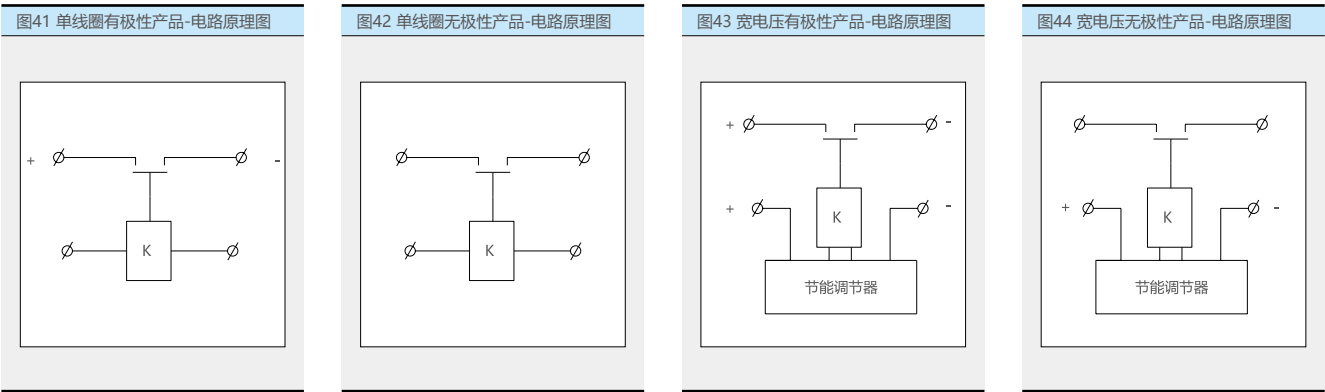 图41 单线圈有极性产品-电路原理图
+ -
K
图42 单线圈无极性产品-电路原理图
K
图43 宽电压有极性产品-电路原理图
+ -
+ -
K
节能调节器
图44 宽电压无极性产品-电路原理图
+ -
K
节能调节器